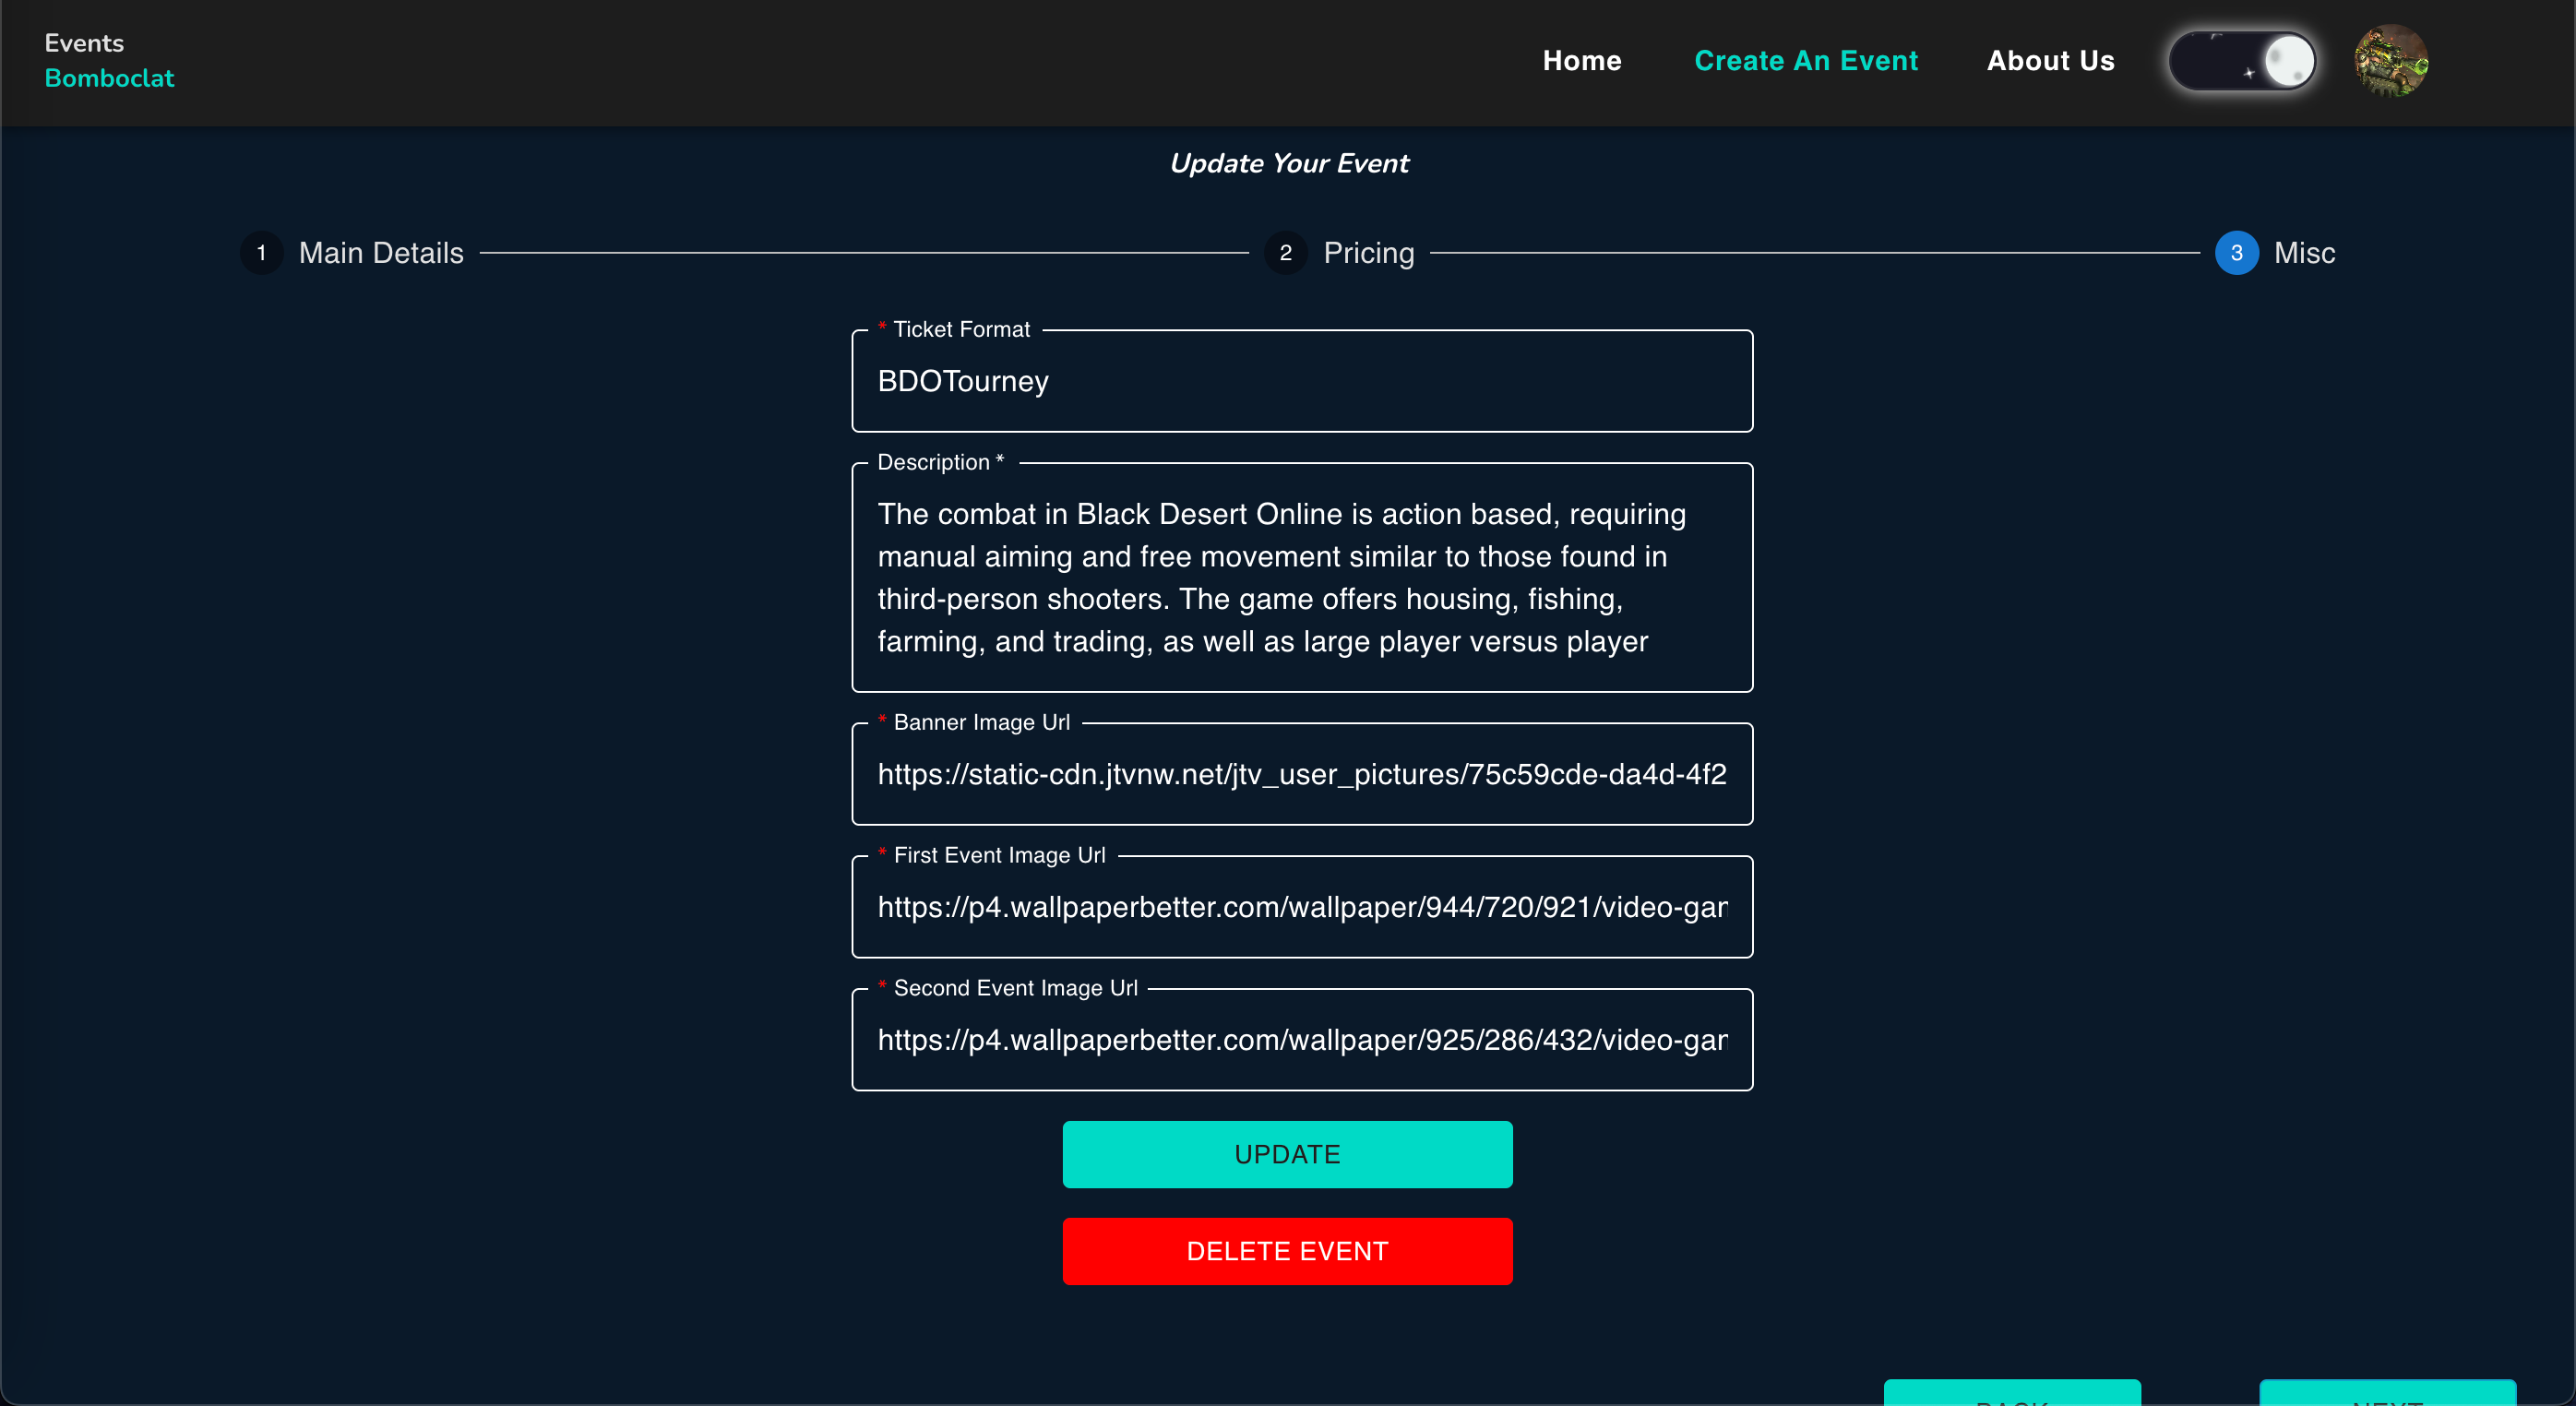 Events
Bomboclat
Home
Create An Event
About Us
Update Your Event
1 Main Details
2 Pricing
3 Misc
* Ticket Format
BDOTourney
Description *
The combat in Black Desert Online is action based, requiring
manual aiming and free movement similar to those found in
third-person shooters. The game offers housing, fishing,
farming, and trading, as well as large player versus player
* Banner Image Url
https://static-cdn.jtvnw.net/jtv_user_pictures/75c59cde-da4d-4f2
* First Event Image Url
https://p4.wallpaperbetter.com/wallpaper/944/720/921/video-gam
* Second Event Image Url
https://p4.wallpaperbetter.com/wallpaper/925/286/432/video-gam
UPDATE
DELETE EVENT
BACK
NEXT